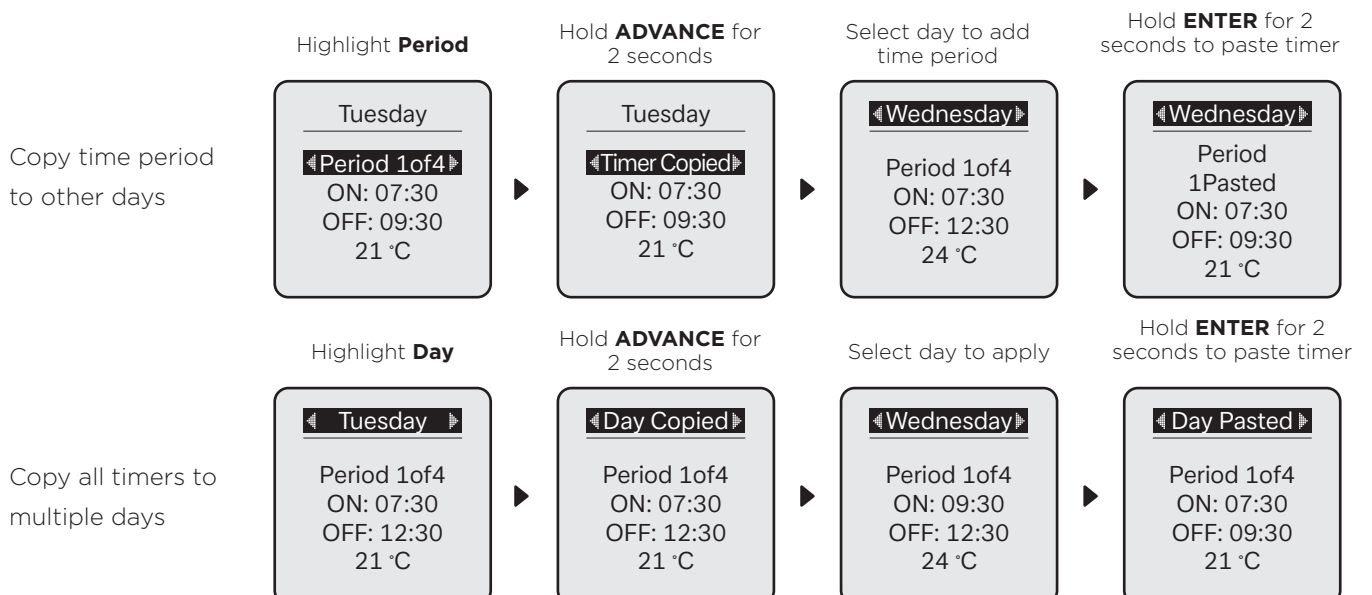 Copy time period
to other days
Highlight Period
Tuesday
Period 1of4
ON: 07:30
OFF: 09:30
21 °C
Hold ADVANCE for
2 seconds
Tuesday
Timer Copied
ON: 07:30
OFF: 09:30
21 °C
Select day to add
time period
Wednesday
Period 1of4
ON: 07:30
OFF: 12:30
24 °C
Hold ENTER for 2
seconds to paste timer
Wednesday
Period
1Pasted
ON: 07:30
OFF: 09:30
21 °C
Copy all timers to
multiple days
Highlight Day
Tuesday
Period 1of4
ON: 07:30
OFF: 12:30
21 °C
Hold ADVANCE for
2 seconds
Day Copied
Period 1of4
ON: 07:30
OFF: 12:30
21 °C
Select day to apply
Wednesday
Period 1of4
ON: 09:30
OFF: 12:30
24 °C
Hold ENTER for 2
seconds to paste timer
Day Pasted
Period 1of4
ON: 07:30
OFF: 09:30
21 °C